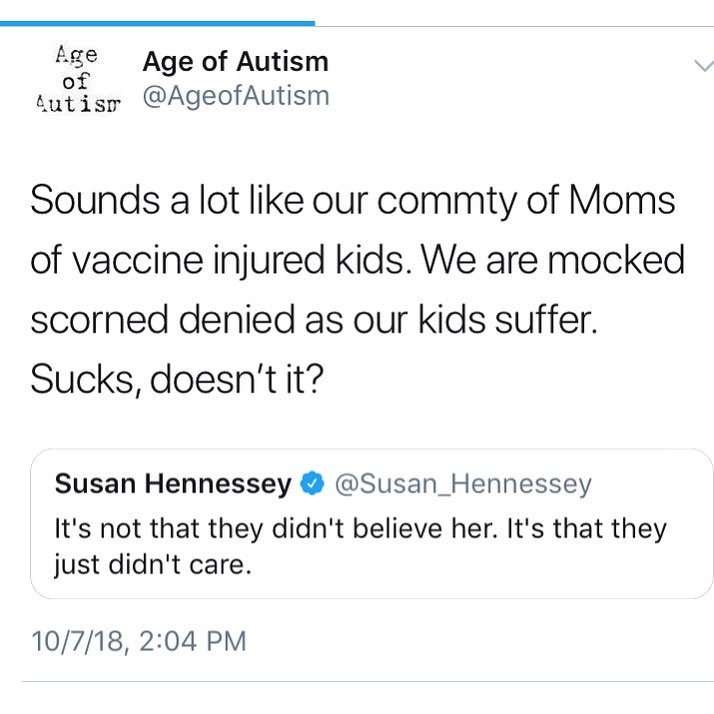 Age
of
Autism
Age of Autism
@AgeofAutism
Sounds a lot like our commty of Moms
of vaccine injured kids. We are mocked
scorned denied as our kids suffer.
Sucks, doesn't it?
Susan Hennessey @Susan_Hennessey
It's not that they didn't believe her. It's that they
just didn't care.
10/7/18, 2:04 PM